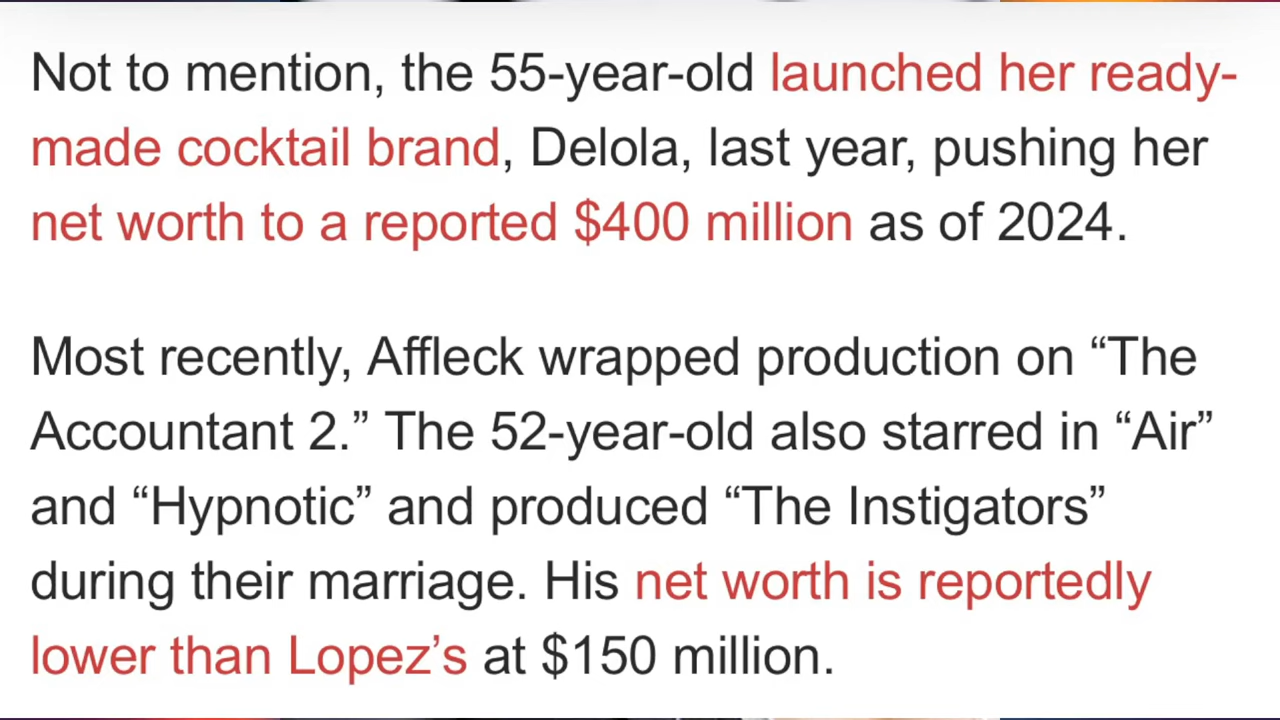 Not to mention, the 55-year-old launched her ready-
made cocktail brand, Delola, last year, pushing her
net worth to a reported $400 million as of 2024.
Most recently, Affleck wrapped production on “The
Accountant 2.” The 52-year-old also starred in “Air”
and “Hypnotic” and produced “The Instigators”
during their marriage. His net worth is reportedly
lower than Lopez’s at $150 million.